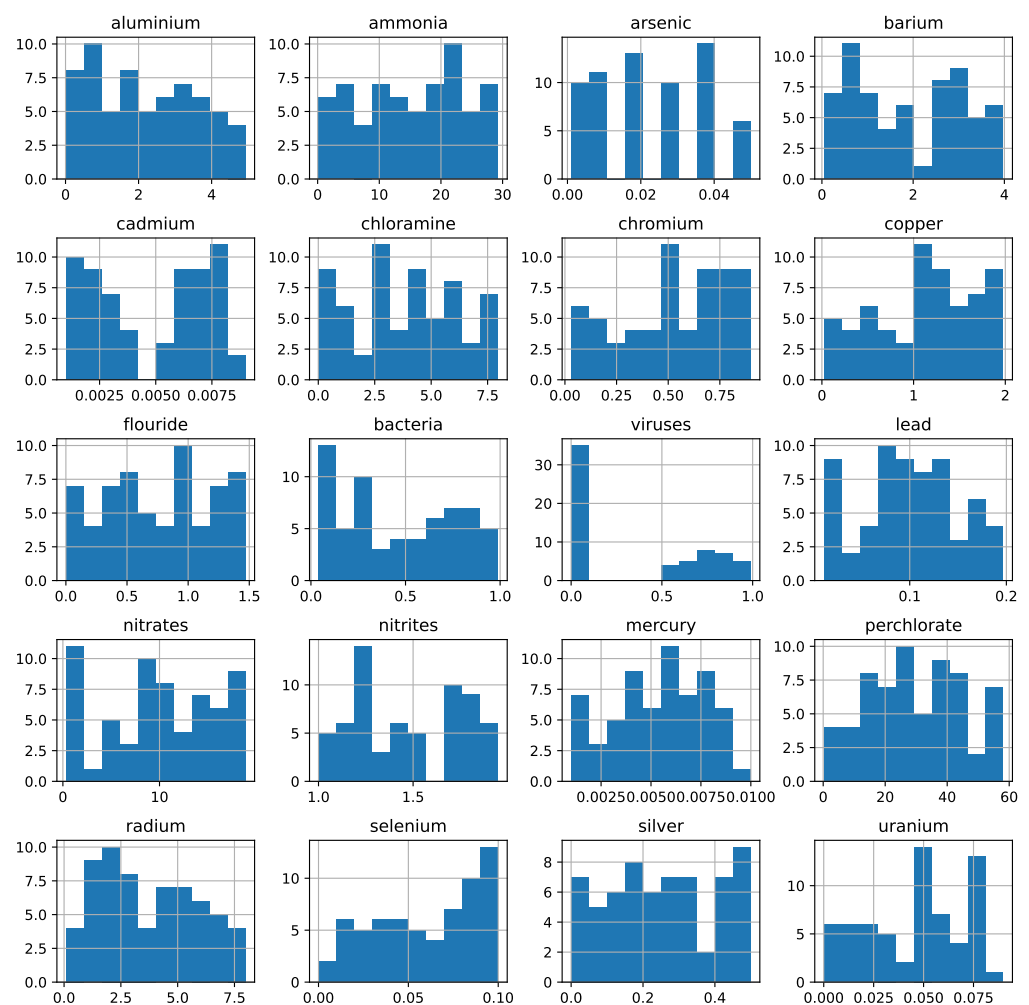 aluminium ammonia arsenic barium
10.0 10.0 10.0
7.5 7.5 10 7.5
5.0 5.0 5 5.0
2.5 2.5 2.5
0.0 0.0 0 0.0
0 2 4 0 10 20 30 0.00 0.02 0.04 0 2 4
cadmium chloramine chromium copper
10.0 10.0 10.0 10.0
7.5 7.5 7.5 7.5
5.0 5.0 5.0 5.0
2.5 2.5 2.5 2.5
0.0 0.0 0.0 0.0
0.0025 0.0050 0.0075 0.0 2.5 5.0 7.5 0.00 0.25 0.50 0.75 0 1 2
flouride bacteria viruses lead
10.0 10 30 10.0
7.5 20 7.5
5.0 5 10 5.0
2.5 2.5
0.0 0 0 0.0
0.0 0.5 1.0 1.5 0.0 0.5 1.0 0.0 0.5 1.0 0.1 0.2
nitrates nitrites mercury perchlorate
10.0 10 10.0 10.0
7.5 7.5 7.5
5.0 5 5.0 5.0
2.5 2.5 2.5
0.0 0 0.0 0.0
0 10 1.0 1.5 0.0025 0.0050 0.0075 0.0100 0 20 40 60
radium selenium silver uranium
10.0 10 8 10
7.5 6
5.0 5 4 5
2.5 2
0.0 0 0 0
0.0 2.5 5.0 7.5 0.00 0.05 0.10 0.0 0.2 0.4 0.000 0.025 0.050 0.075